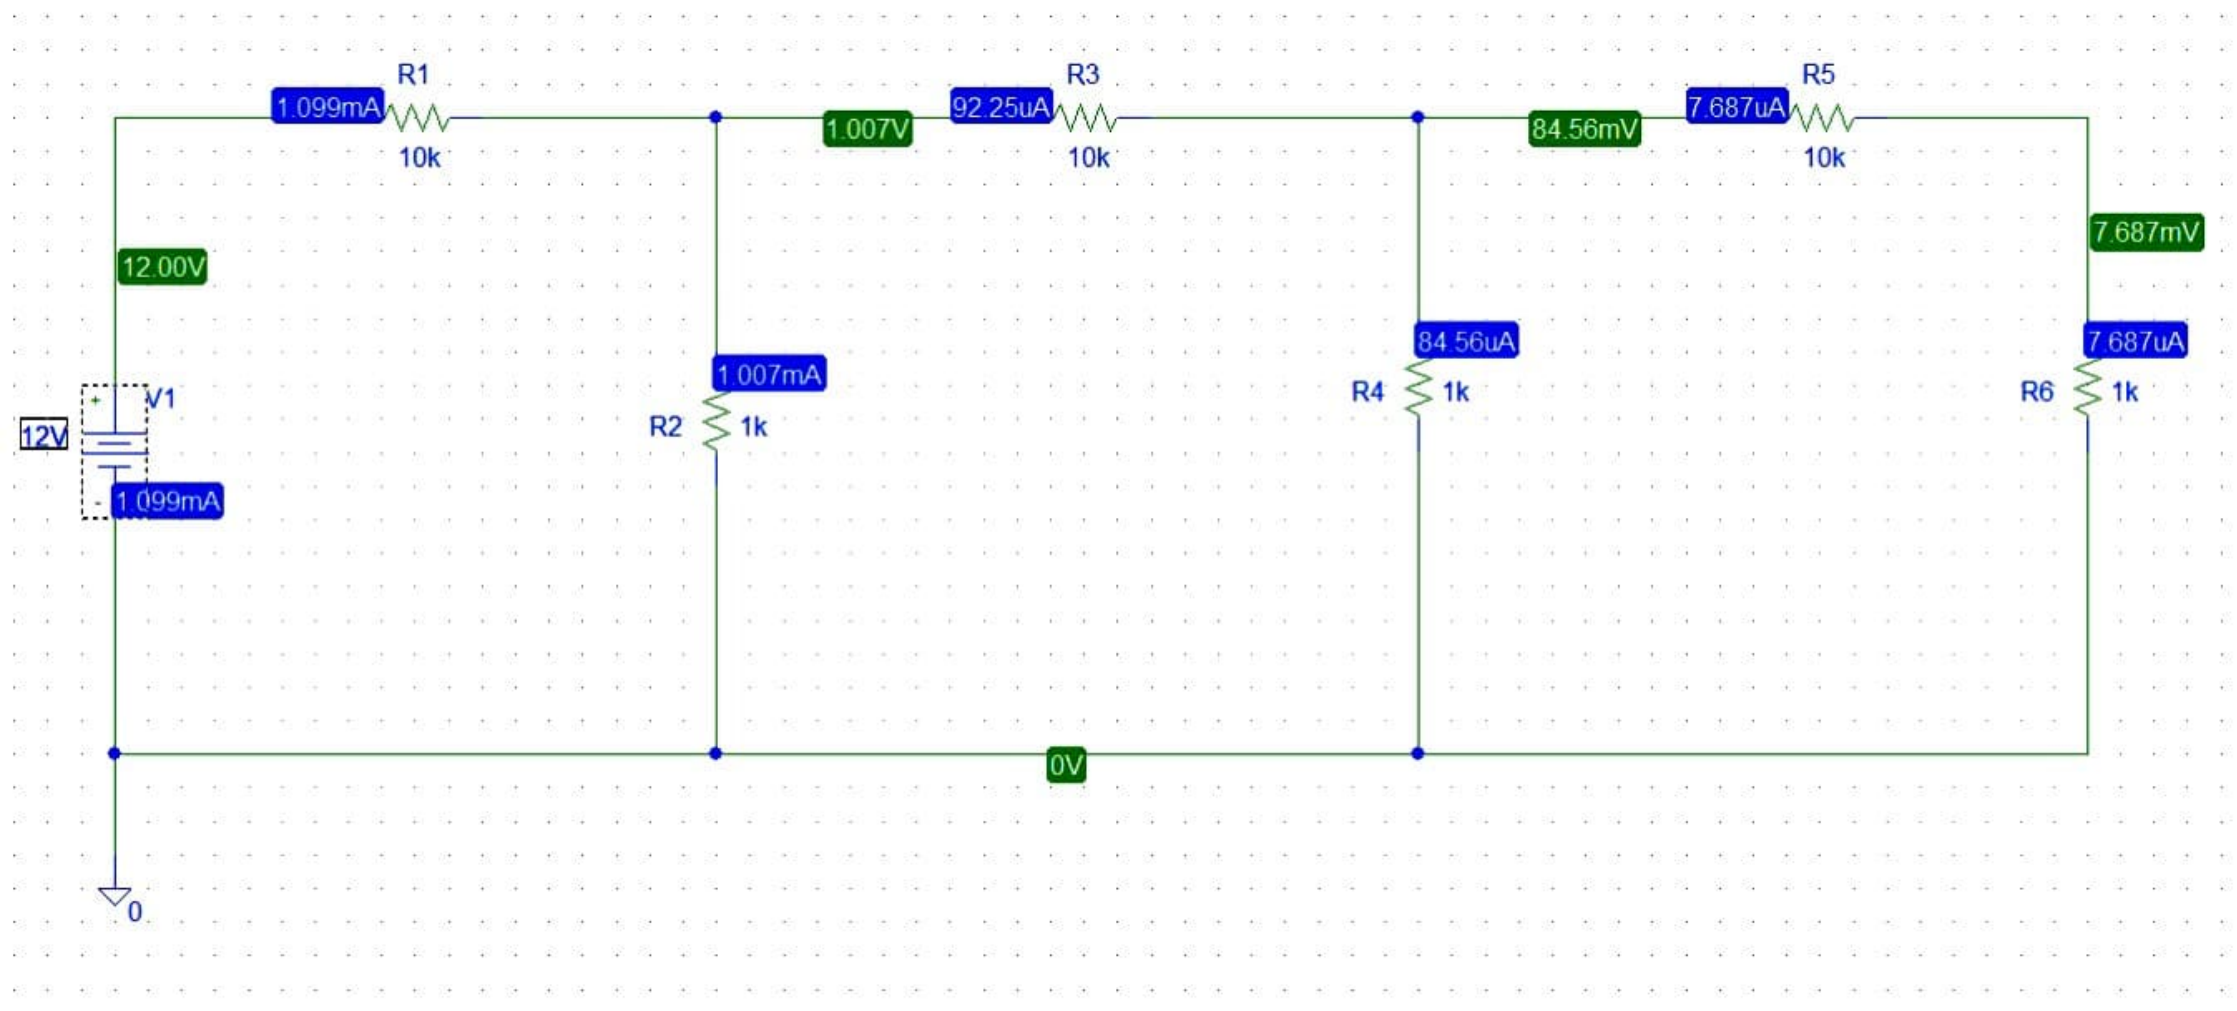 R1
R3
R5
1.099mA
92.25uA
7.687uA
1.007V
84.56mV
10k
10k
10k
7.687mV
12.00V
84.56uA
7.687uA
1.007mA
+
V1
R4
1k
R6
1k
12V
R2
1k
-
1.099mA
0V
0